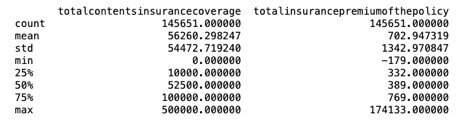 totalcontentsinsurancecoverage totalinsurancepremiumofthepolicy
count 145651.000000 145651.000000
mean 56260.298247 702.947319
std 54472.719240 1342.970847
min 0.000000 -179.000000
25% 10000.000000 332.000000
50% 52500.000000 389.000000
75% 100000.000000 769.000000
max 500000.000000 174133.000000